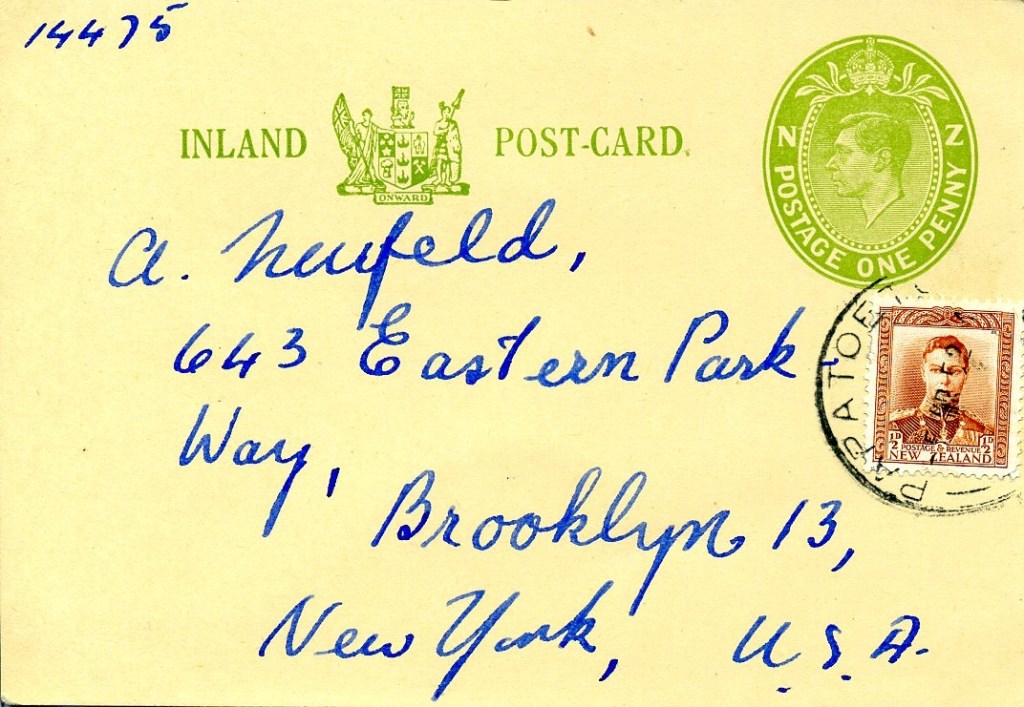 14475
INLAND POST-CARD
ONWARD
N Z
POSTAGE ONE PENNY
A. Neufeld,
643 Eastern Park
Way,
Brooklyn 13,
New York, U.S.A.
PAPATOETOE
½D ½D
POSTAGE & REVENUE
NEW ZEALAND